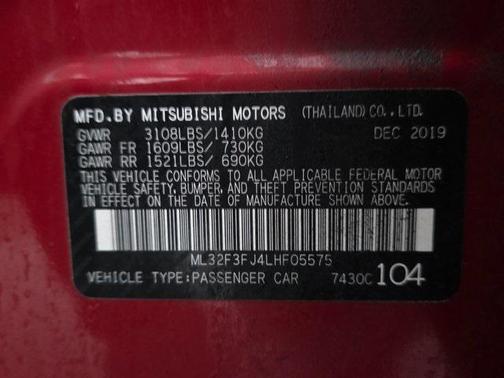 MFD.BY MITSUBISHI MOTORS (THAILAND)CO.,LTD.
GVWR 3108LBS/1410KG DEC 2019
GAWR FR 1609LBS/ 730KG
GAWR RR 1521LBS/ 690KG
THIS VEHICLE CONFORMS TO ALL APPLICABLE FEDERAL MOTOR
VEHICLE SAFETY, BUMPER, AND THEFT PREVENTION STANDARDS
IN EFFECT ON THE DATE OF MANUFACTURE SHOWN ABOVE.
ML32F3FJ4LHF05575
VEHICLE TYPE:PASSENGER CAR 7430C 104